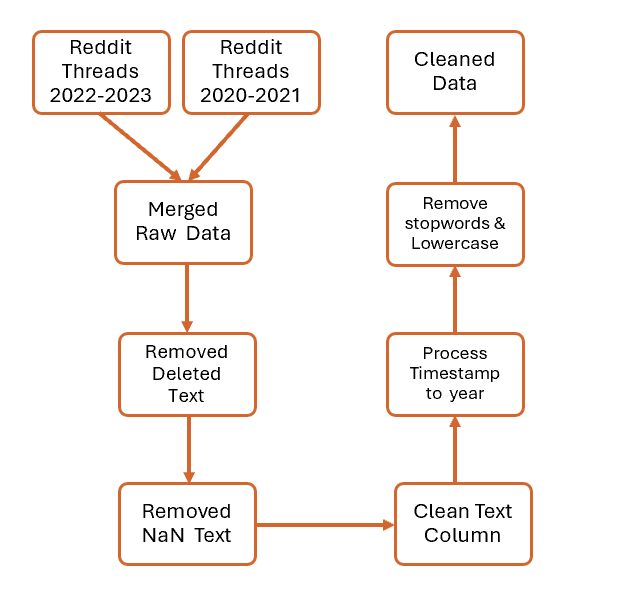 Reddit
Threads
2022-2023
Reddit
Threads
2020-2021
Merged
Raw Data
Removed
Deleted
Text
Removed
NaN Text
Clean Text
Column
Process
Timestamp
to year
Remove
stopwords &
Lowercase
Cleaned
Data